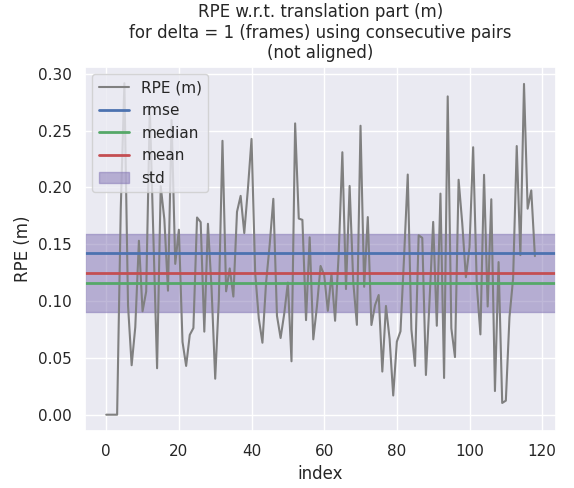 RPE w.r.t. translation part (m)
for delta = 1 (frames) using consecutive pairs
(not aligned)
0.30
0.25
0.20
0.15
0.10
0.05
0.00
RPE (m)
RPE (m)
rmse
median
mean
std
0
20
40
60
80
100
120
index